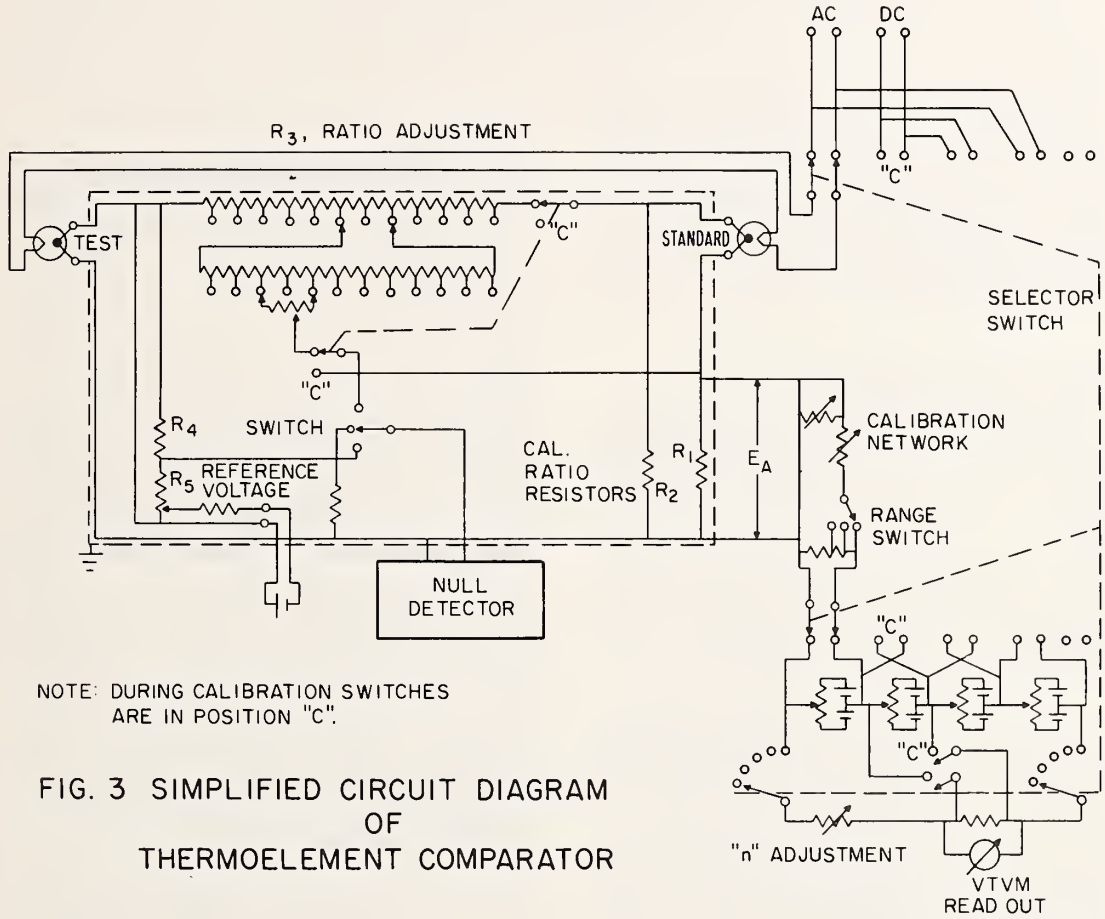 AC DC
R3, RATIO ADJUSTMENT
"C"
"C"
TEST
STANDARD
SELECTOR
SWITCH
"C"
R4
SWITCH
CALIBRATION
NETWORK
R5 REFERENCE
VOLTAGE
CAL.
RATIO
RESISTORS
R2
R1
EA
RANGE
SWITCH
NULL
DETECTOR
"C"
NOTE: DURING CALIBRATION SWITCHES
ARE IN POSITION "C".
"C"
FIG. 3 SIMPLIFIED CIRCUIT DIAGRAM
OF
THERMOELEMENT COMPARATOR
"n" ADJUSTMENT
VTVM
READ OUT